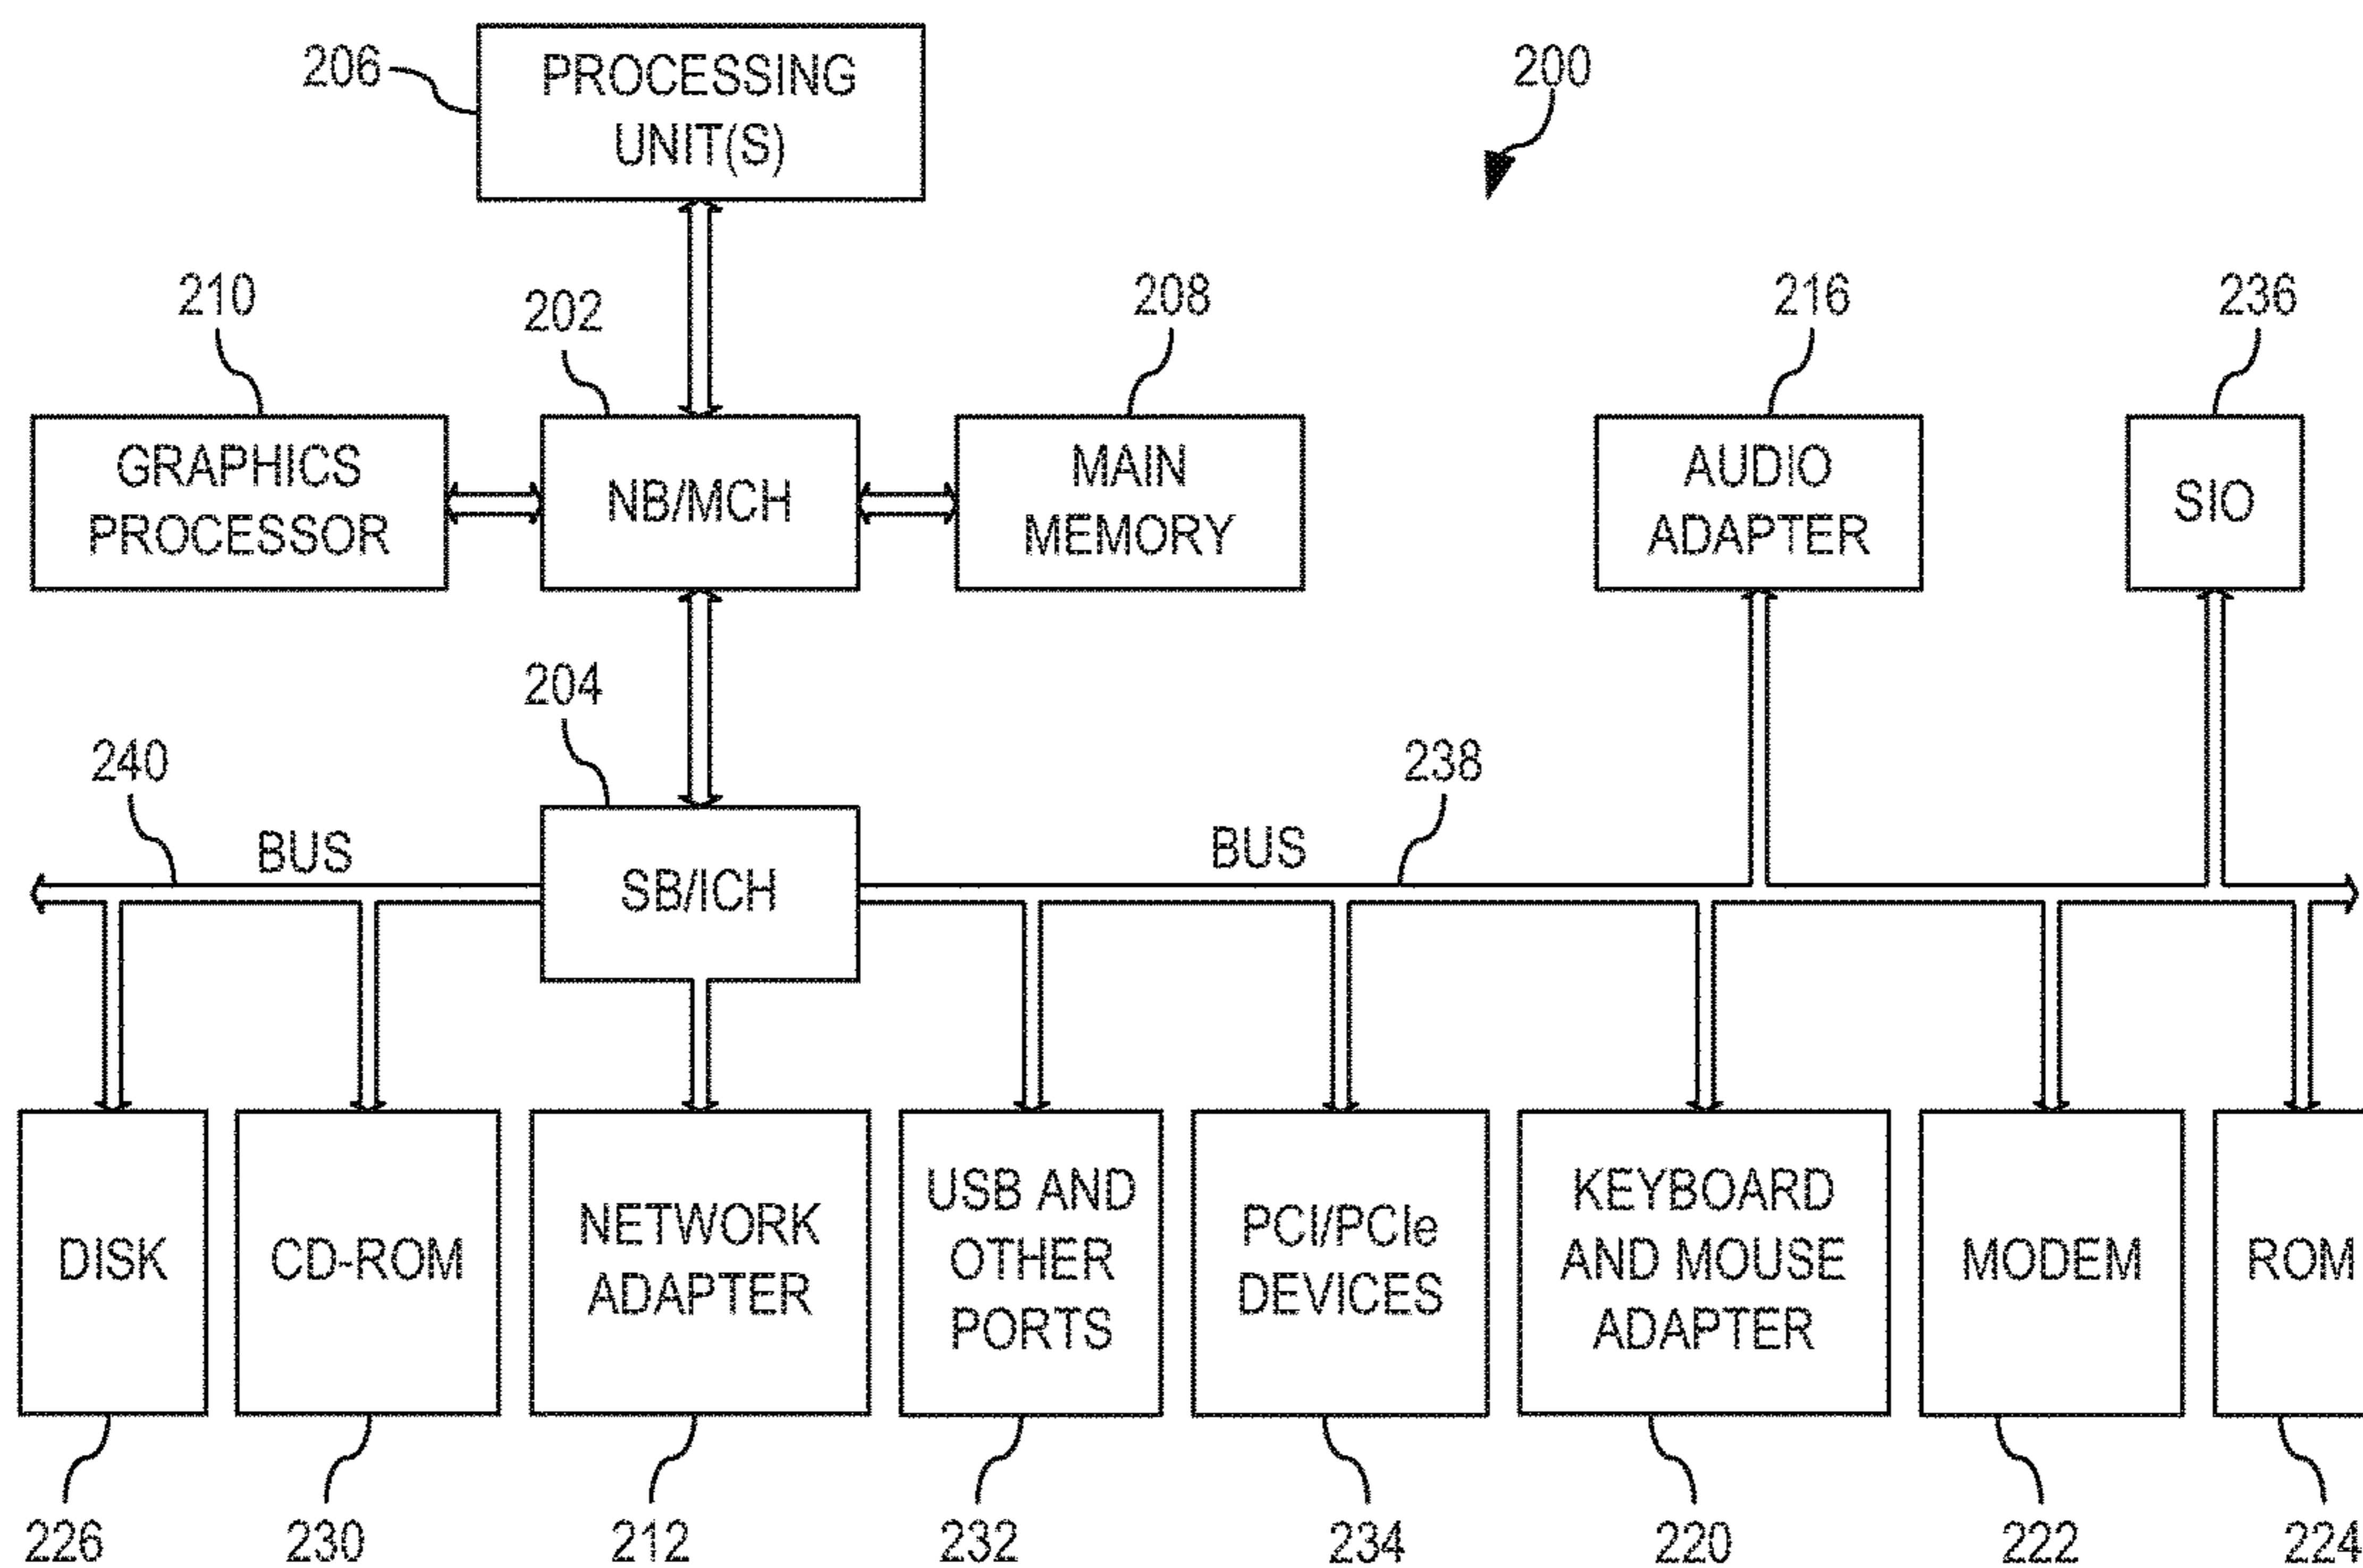 206
PROCESSING
UNIT(S)
200
210
202
208
216
236
GRAPHICS
PROCESSOR
NB/MCH
MAIN
MEMORY
AUDIO
ADAPTER
SIO
204
240
238
BUS
SB/ICH
BUS
DISK
CD-ROM
NETWORK
ADAPTER
USB AND
OTHER
PORTS
PCI/PCIe
DEVICES
KEYBOARD
AND MOUSE
ADAPTER
MODEM
ROM
226
230
212
232
234
220
222
224